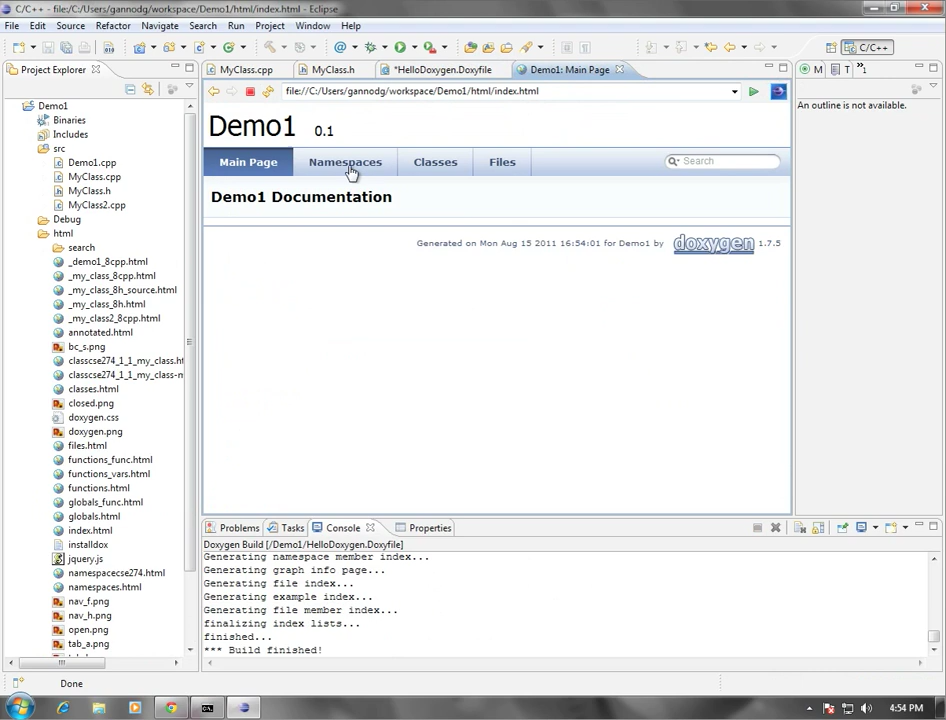 C/C++ - file:/C:/Users/gannodg/workspace/Demo1/html/index.html - Eclipse
File Edit Source Refactor Navigate Search Run Project Window Help
C/C++
Project Explorer
MyClass.cpp MyClass.h *HelloDoxygen.Doxyfile Demo1: Main Page
M T »1
file://C:/Users/gannodg/workspace/Demo1/html/index.html
An outline is not available.
Demo1 0.1
Main Page Namespaces Classes Files Search
Demo1 Documentation
Generated on Mon Aug 15 2011 16:54:01 for Demo1 by doxygen 1.7.5
Demo1
Binaries
Includes
src
Demo1.cpp
MyClass.cpp
MyClass.h
MyClass2.cpp
Debug
html
search
_demo1_8cpp.html
_my_class_8cpp.html
_my_class_8h_source.html
_my_class_8h.html
_my_class2_8cpp.html
annotated.html
bc_s.png
classcse274_1_1_my_class.h
classcse274_1_1_my_class-m
classes.html
closed.png
doxygen.css
doxygen.png
files.html
functions_func.html
functions_vars.html
functions.html
globals_func.html
globals.html
index.html
installdox
jquery.js
namespacecse274.html
namespaces.html
nav_f.png
nav_h.png
open.png
tab_a.png
Problems Tasks Console Properties
Doxygen Build [/Demo1/HelloDoxygen.Doxyfile]
Generating namespace member index...
Generating graph info page...
Generating file index...
Generating example index...
Generating file member index...
finalizing index lists...
finished...
*** Build finished!
Done
4:54 PM